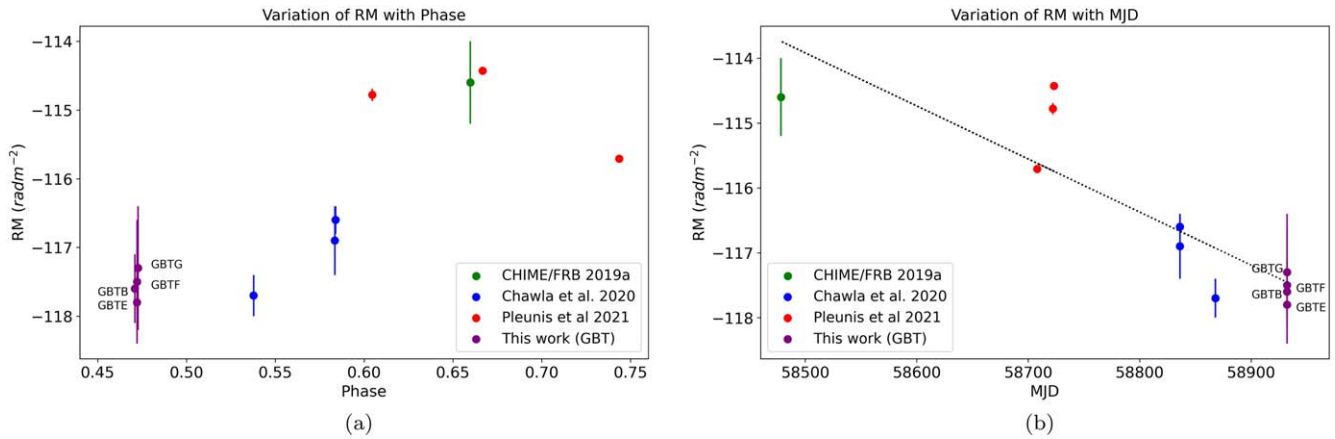 Variation of RM with Phase
−114
−115
−116
−117
−118
RM (radm⁻²)
GBTG
GBTF
GBTB
GBTE
CHIME/FRB 2019a
Chawla et al. 2020
Pleunis et al 2021
This work (GBT)
0.45 0.50 0.55 0.60 0.65 0.70 0.75
Phase
(a)
Variation of RM with MJD
−114
−115
−116
−117
−118
RM (radm⁻²)
GBTG
GBTF
GBTB
GBTE
CHIME/FRB 2019a
Chawla et al. 2020
Pleunis et al 2021
This work (GBT)
58500 58600 58700 58800 58900
MJD
(b)